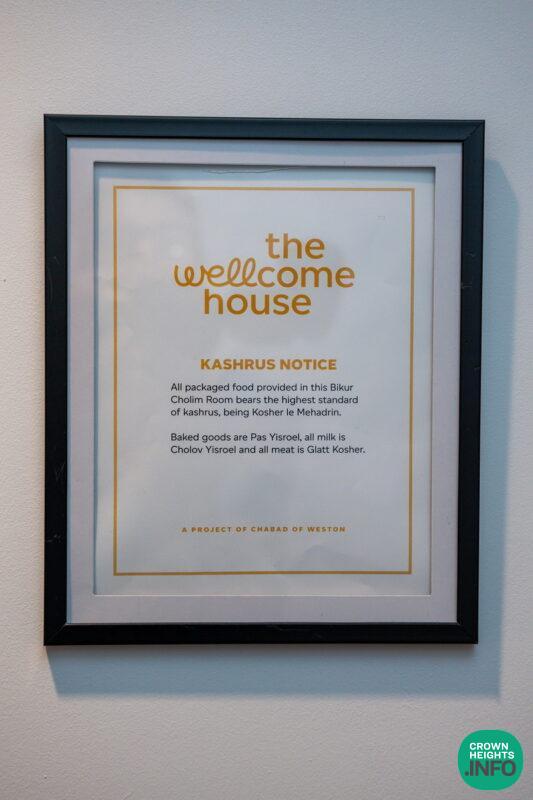 the
wellcome
house
KASHRUS NOTICE
All packaged food provided in this Bikur
Cholim Room bears the highest standard
of kashrus, being Kosher le Mehadrin.
Baked goods are Pas Yisroel, all milk is
Cholov Yisroel and all meat is Glatt Kosher.
A PROJECT OF CHABAD OF WESTON
CROWN
HEIGHTS
.INFO